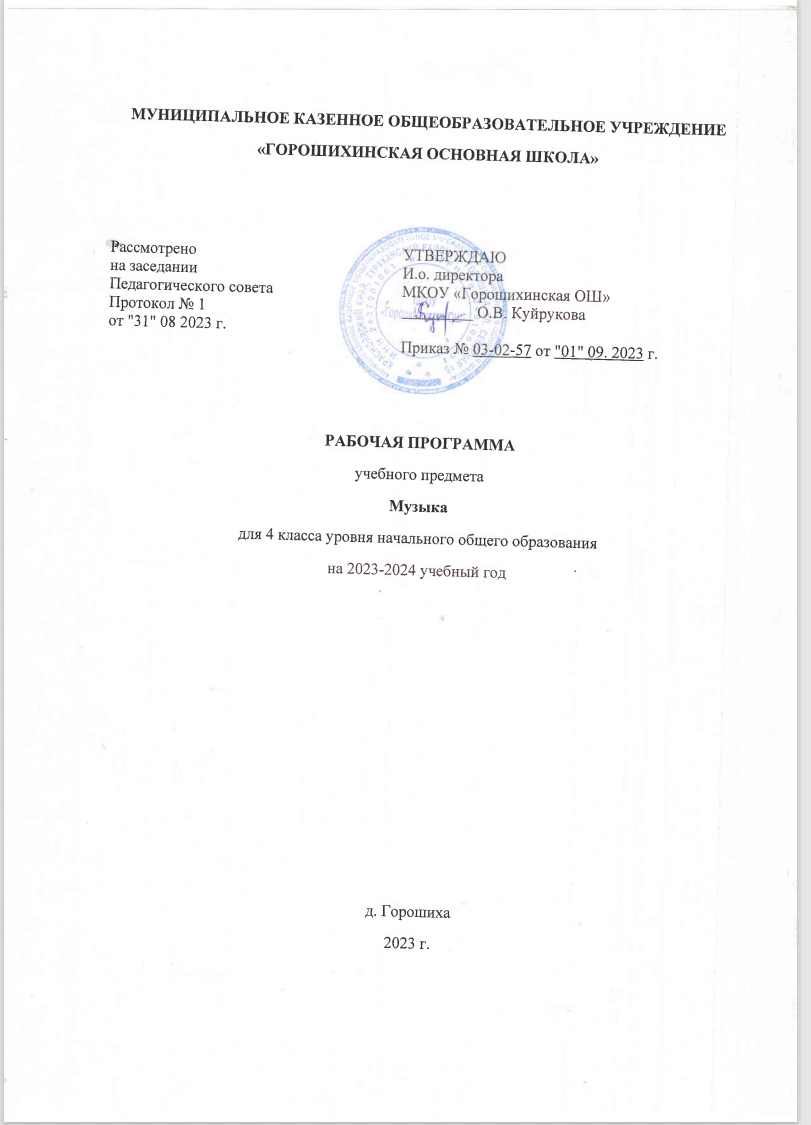 МУНИЦИПАЛЬНОЕ КАЗЕННОЕ ОБЩЕОБРАЗОВАТЕЛЬНОЕ УЧРЕЖДЕНИЕ
«ГОРОШИХИНСКАЯ ОСНОВНАЯ ШКОЛА»
Рассмотрено
на заседании
Педагогического совета
Протокол № 1
от "31" 08 2023 г.
УТВЕРЖДАЮ
И.о. директора
МКОУ «Горошихинская ОШ»
_________ О.В. Куйрукова
Приказ № 03-02-57 от "01" 09. 2023 г.
РАБОЧАЯ ПРОГРАММА
учебного предмета
Музыка
для 4 класса уровня начального общего образования
на 2023-2024 учебный год
д. Горошиха
2023 г.